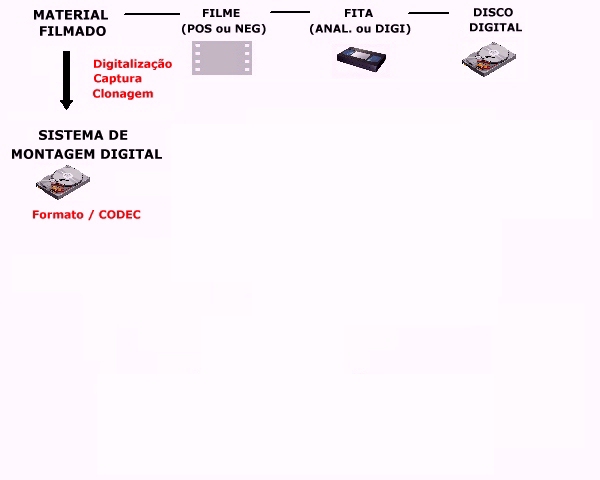 MATERIAL
FILMADO
FILME
(POS ou NEG)
FITA
(ANAL. ou DIGI)
DISCO
DIGITAL
Digitalização
Captura
Clonagem
SISTEMA DE
MONTAGEM DIGITAL
Formato / CODEC